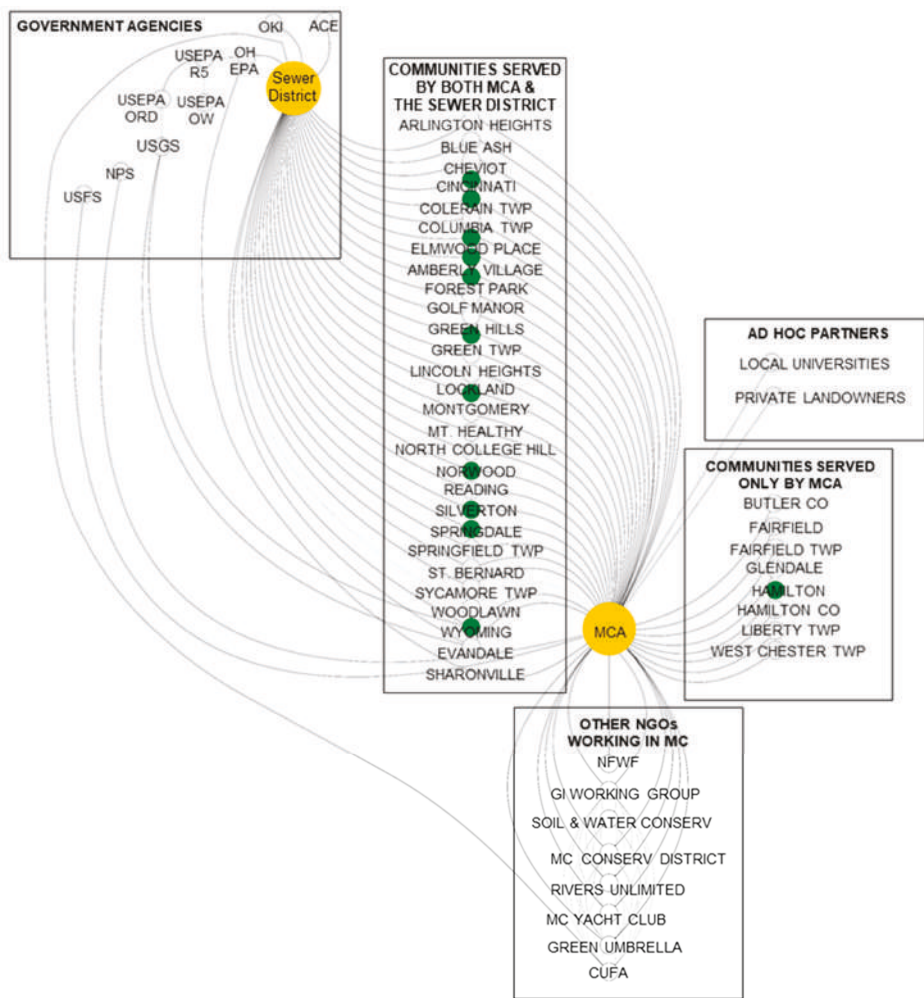 GOVERNMENT AGENCIES
OKI
ACE
USEPA
R5
OH
EPA
Sewer
District
USEPA
ORD
USEPA
OW
USGS
NPS
USFS
COMMUNITIES SERVED
BY BOTH MCA &
THE SEWER DISTRICT
ARLINGTON HEIGHTS
BLUE ASH
CHEVIOT
CINCINNATI
COLERAIN TWP
COLUMBIA TWP
ELMWOOD PLACE
AMBERLY VILLAGE
FOREST PARK
GOLF MANOR
GREEN HILLS
GREEN TWP
LINCOLN HEIGHTS
LOCKLAND
MONTGOMERY
MT. HEALTHY
NORTH COLLEGE HILL
NORWOOD
READING
SILVERTON
SPRINGDALE
SPRINGFIELD TWP
ST. BERNARD
SYCAMORE TWP
WOODLAWN
WYOMING
EVANDALE
SHARONVILLE
MCA
AD HOC PARTNERS
LOCAL UNIVERSITIES
PRIVATE LANDOWNERS
COMMUNITIES SERVED
ONLY BY MCA
BUTLER CO
FAIRFIELD
FAIRFIELD TWP
GLENDALE
HAMILTON
HAMILTON CO
LIBERTY TWP
WEST CHESTER TWP
OTHER NGOs
WORKING IN MC
NFWF
GI WORKING GROUP
SOIL & WATER CONSERV
MC CONSERV DISTRICT
RIVERS UNLIMITED
MC YACHT CLUB
GREEN UMBRELLA
CUFA